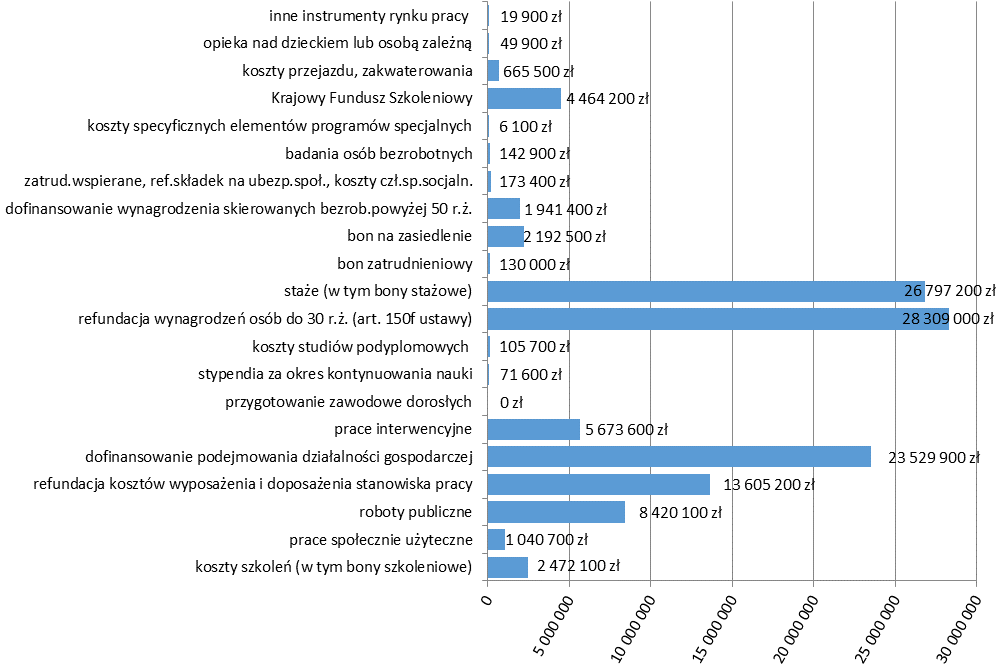 inne instrumenty rynku pracy 19 900 zł
opieka nad dzieckiem lub osobą zależną 49 900 zł
koszty przejazdu, zakwaterowania 665 500 zł
Krajowy Fundusz Szkoleniowy 4 464 200 zł
koszty specyficznych elementów programów specjalnych 6 100 zł
badania osób bezrobotnych 142 900 zł
zatrud.wspierane, ref.składek na ubezp.społ., koszty czł.sp.socjaln. 173 400 zł
dofinansowanie wynagrodzenia skierowanych bezrob.powyżej 50 r.ż. 1 941 400 zł
bon na zasiedlenie 2 192 500 zł
bon zatrudnieniowy 130 000 zł
staże (w tym bony stażowe) 26 797 200 zł
refundacja wynagrodzeń osób do 30 r.ż. (art. 150f ustawy) 28 309 000 zł
koszty studiów podyplomowych 105 700 zł
stypendia za okres kontynuowania nauki 71 600 zł
przygotowanie zawodowe dorosłych 0 zł
prace interwencyjne 5 673 600 zł
dofinansowanie podejmowania działalności gospodarczej 23 529 900 zł
refundacja kosztów wyposażenia i doposażenia stanowiska pracy 13 605 200 zł
roboty publiczne 8 420 100 zł
prace społecznie użyteczne 1 040 700 zł
koszty szkoleń (w tym bony szkoleniowe) 2 472 100 zł
0 5 000 000 10 000 000 15 000 000 20 000 000 25 000 000 30 000 000